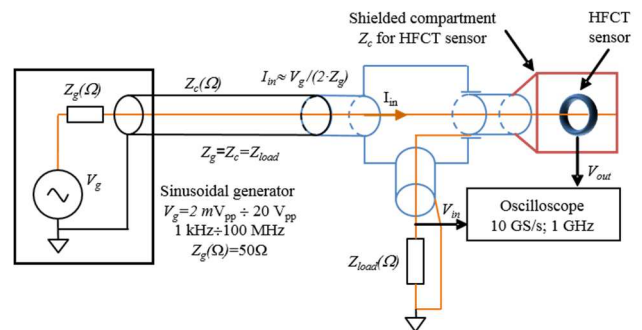 Shielded compartment
Z_c for HFCT sensor
HFCT
sensor
Z_g(Ω)
Z_c(Ω)
I_in≈ V_g/(2·Z_g)
I_in
Z_g=Z_c=Z_load
V_g
Sinusoidal generator
V_g=2 mV_pp ÷ 20 V_pp
1 kHz÷100 MHz
Z_g(Ω)=50Ω
V_in
V_out
Oscilloscope
10 GS/s; 1 GHz
Z_load(Ω)